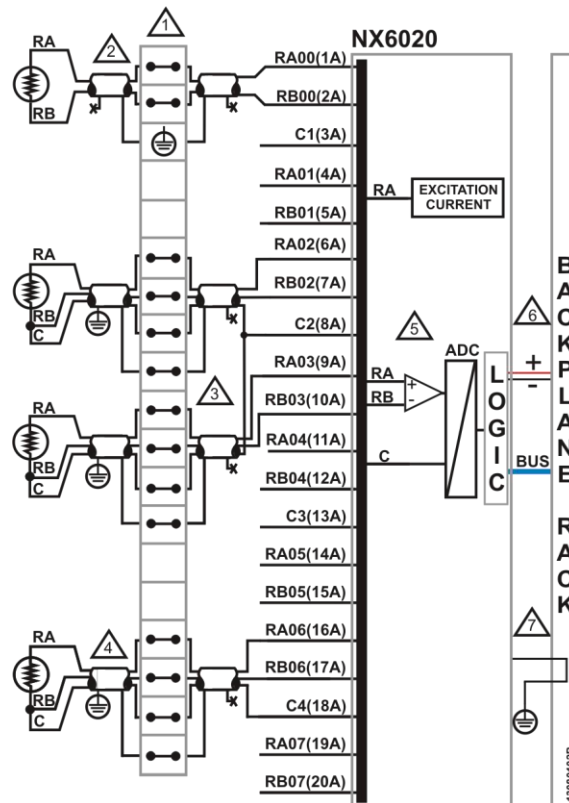 NX6020
1
2
RA
RB
RA00(1A)
RB00(2A)
C1(3A)
RA01(4A)
RB01(5A)
RA
EXCITATION
CURRENT
RA
RB
C
RA02(6A)
RB02(7A)
C2(8A)
3
RA
RB
C
RA03(9A)
RB03(10A)
RA04(11A)
RB04(12A)
C3(13A)
RA05(14A)
RB05(15A)
5
RA
RB
+
-
C
ADC
LOGIC
6
+
-
BUS
BACKPLANE
RACK
7
4
RA
RB
C
RA06(16A)
RB06(17A)
C4(18A)
RA07(19A)
RB07(20A)